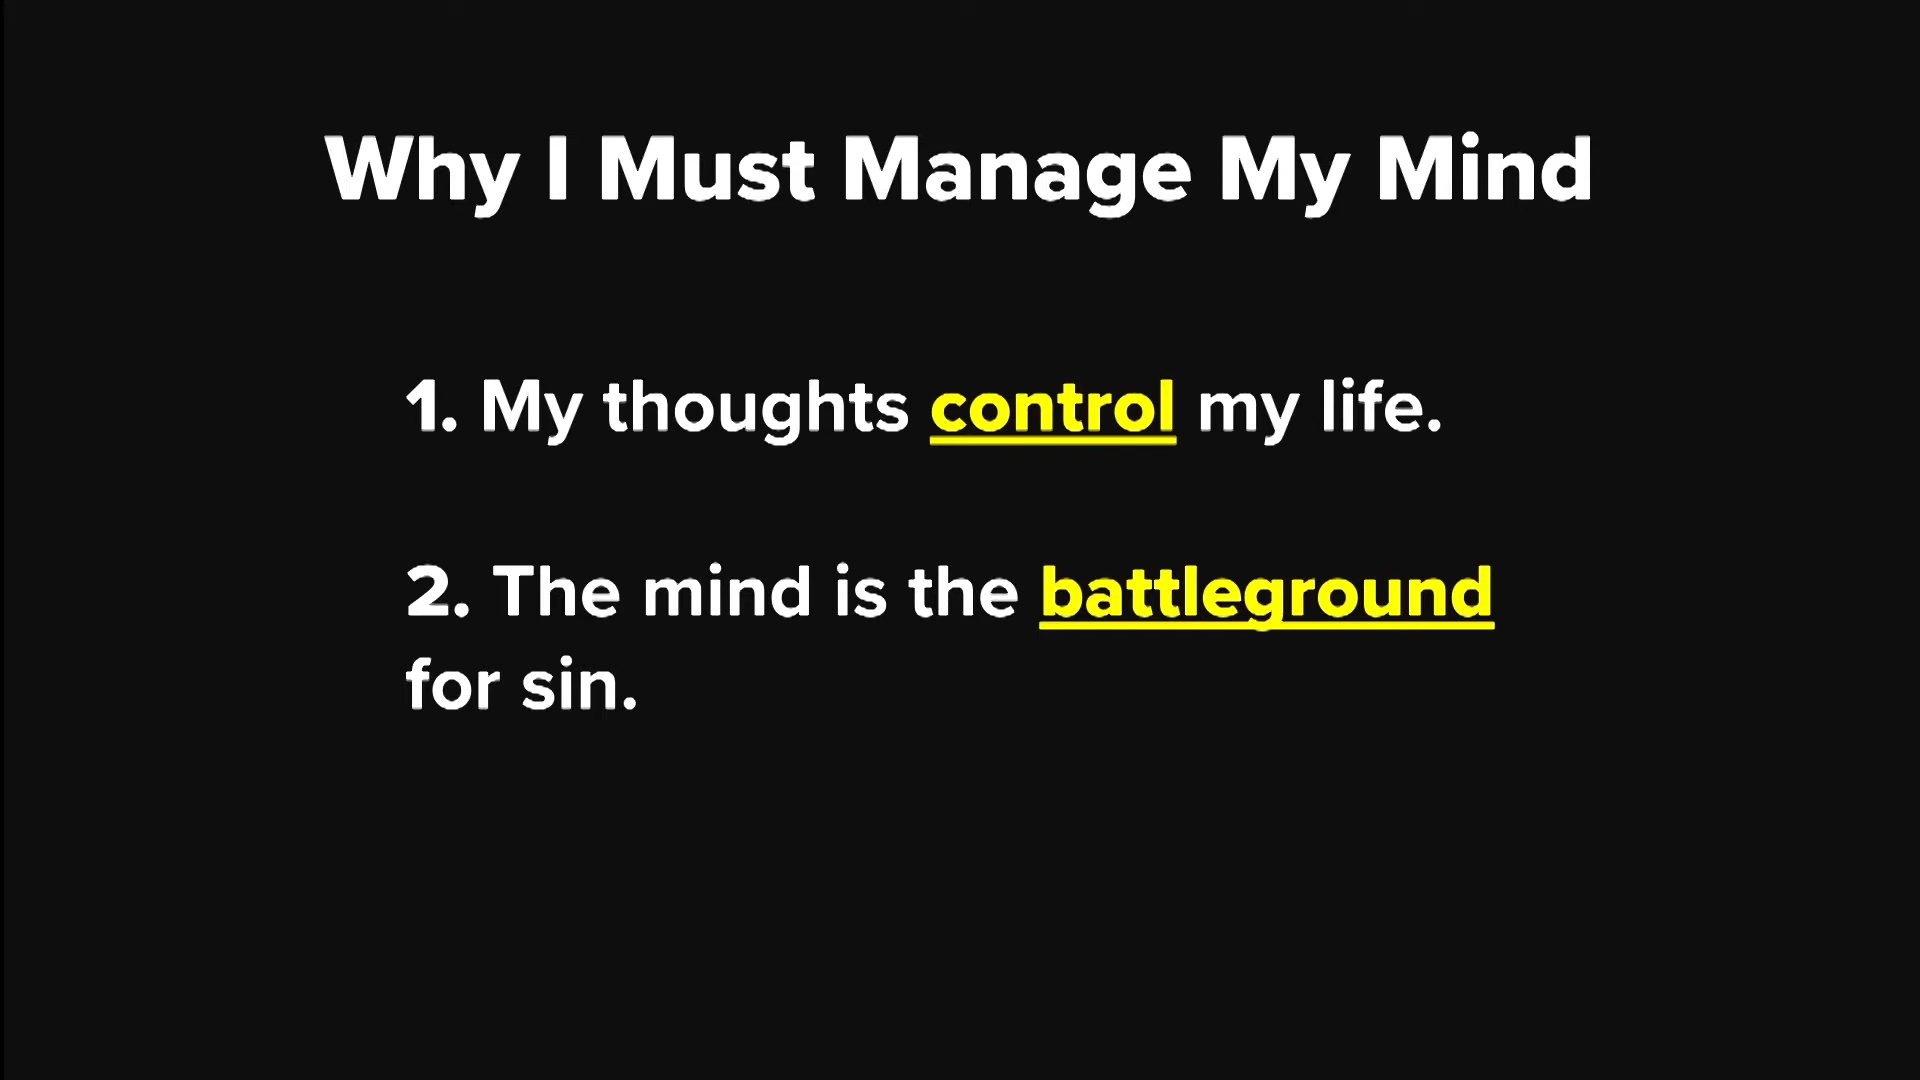 Why I Must Manage My Mind
1. My thoughts control my life.
2. The mind is the battleground
for sin.